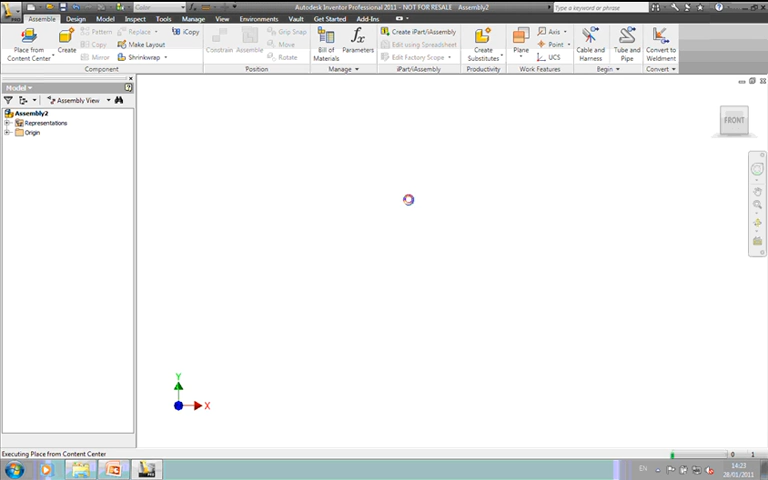 Color
Autodesk Inventor Professional 2011 - NOT FOR RESALE Assembly2
Type a keyword or phrase
PRO
Assemble Design Model Inspect Tools Manage View Environments Vault Get Started Add-Ins
Place from
Content Center
Create
Pattern
Copy
Mirror
Replace
Make Layout
Shrinkwrap
iCopy
Component
Constrain
Assemble
Grip Snap
Move
Rotate
Position
Bill of
Materials
Parameters
Manage
Create iPart/iAssembly
Edit using Spreadsheet
Edit Factory Scope
iPart/iAssembly
Create
Substitutes
Productivity
Plane
Axis
Point
UCS
Work Features
Cable and
Harness
Tube and
Pipe
Begin
Convert to
Weldment
Convert
Model
Assembly View
Assembly2
Representations
Origin
FRONT
Y
X
Executing Place from Content Center
0 1
EN
14:23
28/01/2011